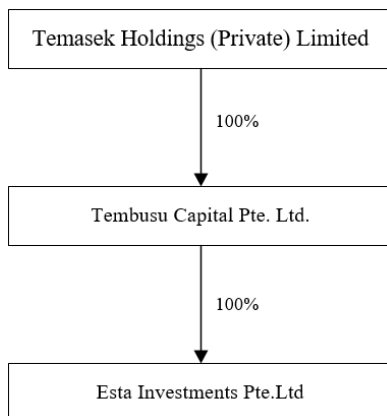 Temasek Holdings (Private) Limited
100%
Tembusu Capital Pte. Ltd.
100%
Esta Investments Pte.Ltd